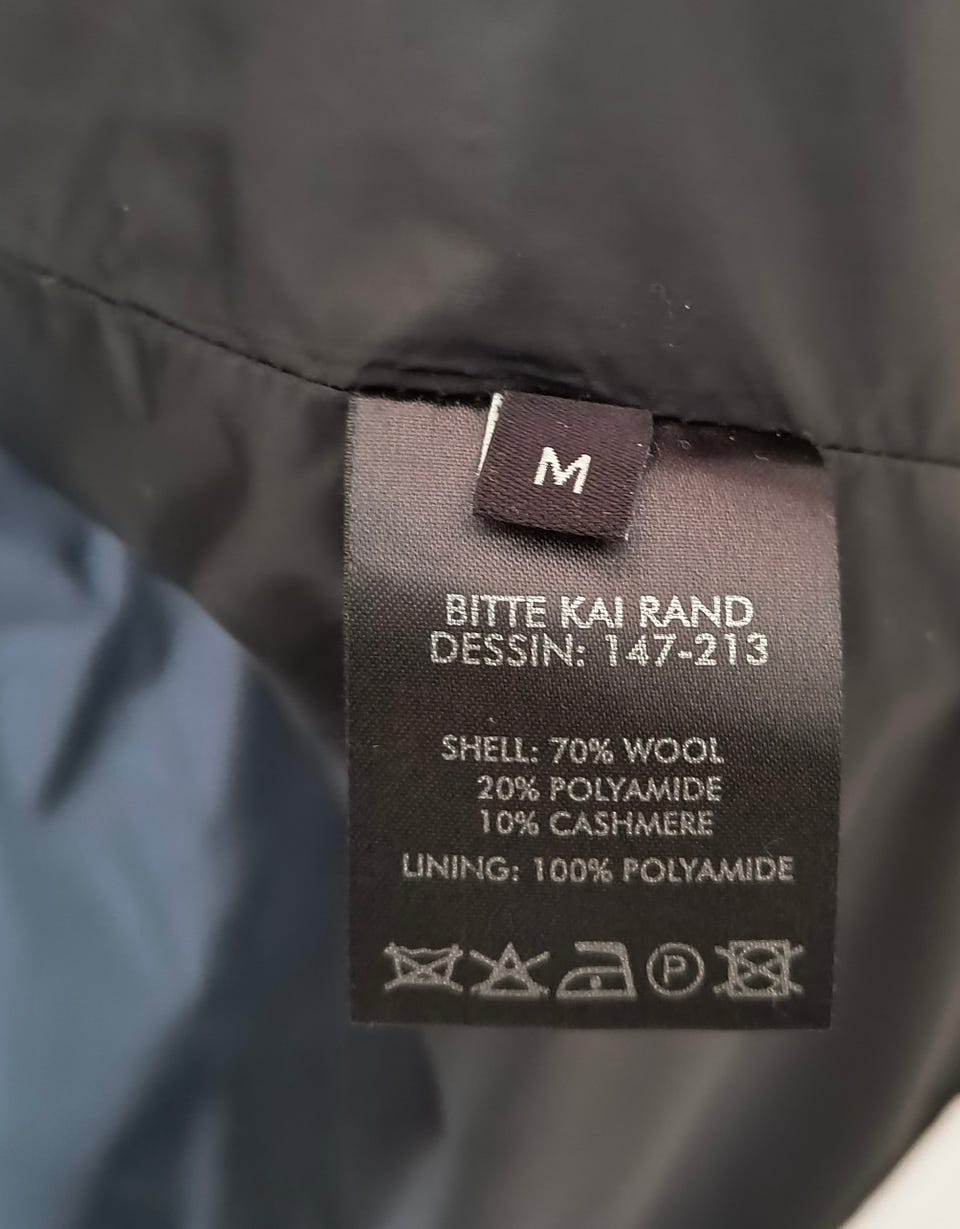 M
BITTE KAI RAND
DESSIN: 147-213
SHELL: 70% WOOL
20% POLYAMIDE
10% CASHMERE
LINING: 100% POLYAMIDE
P